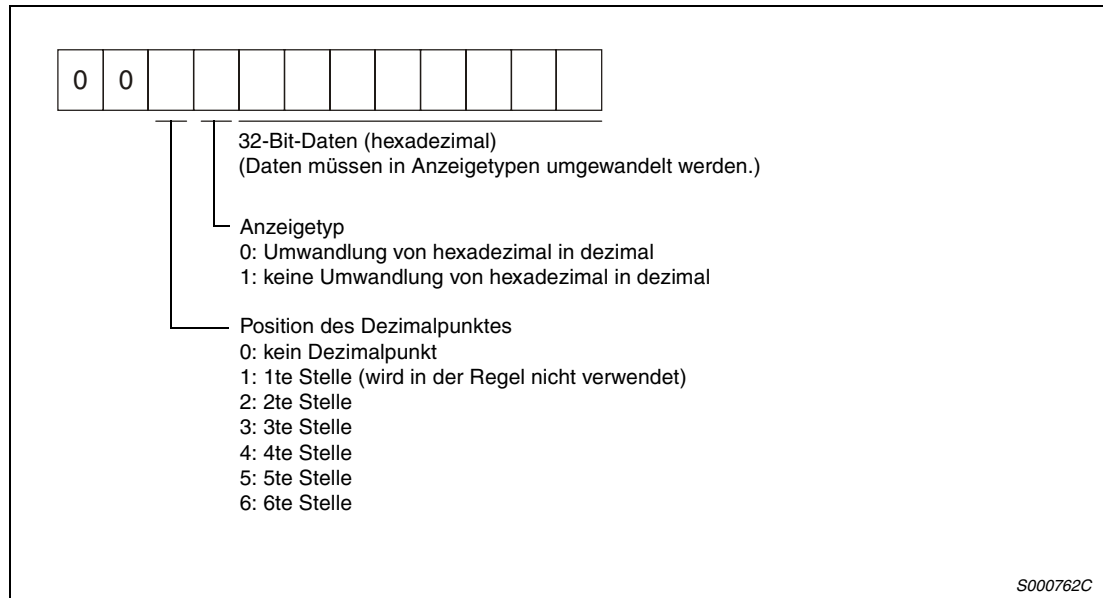 0 0
32-Bit-Daten (hexadezimal)
(Daten müssen in Anzeigetypen umgewandelt werden.)
Anzeigetyp
0: Umwandlung von hexadezimal in dezimal
1: keine Umwandlung von hexadezimal in dezimal
Position des Dezimalpunktes
0: kein Dezimalpunkt
1: 1te Stelle (wird in der Regel nicht verwendet)
2: 2te Stelle
3: 3te Stelle
4: 4te Stelle
5: 5te Stelle
6: 6te Stelle
S000762C